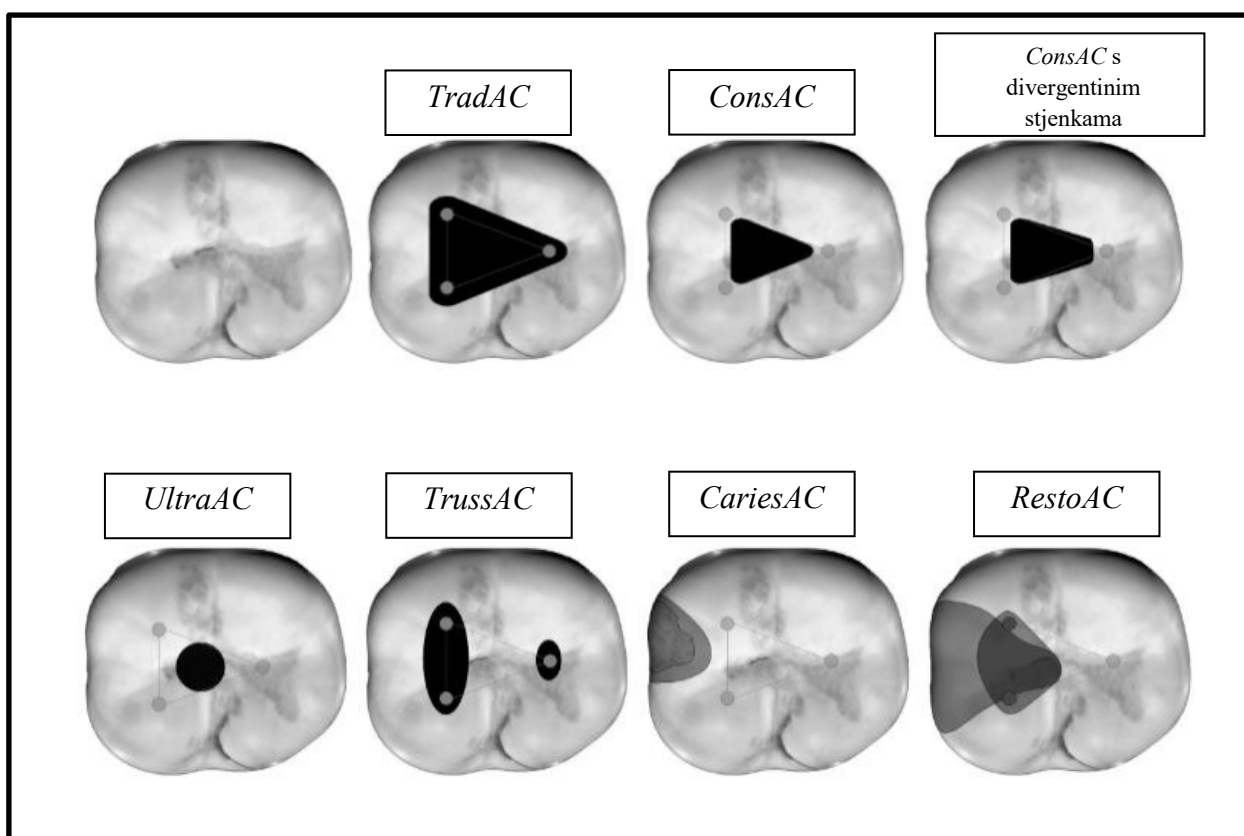 TradAC
ConsAC
ConsAC s
divergentinim
stjenkama
UltraAC
TrussAC
CariesAC
RestoAC